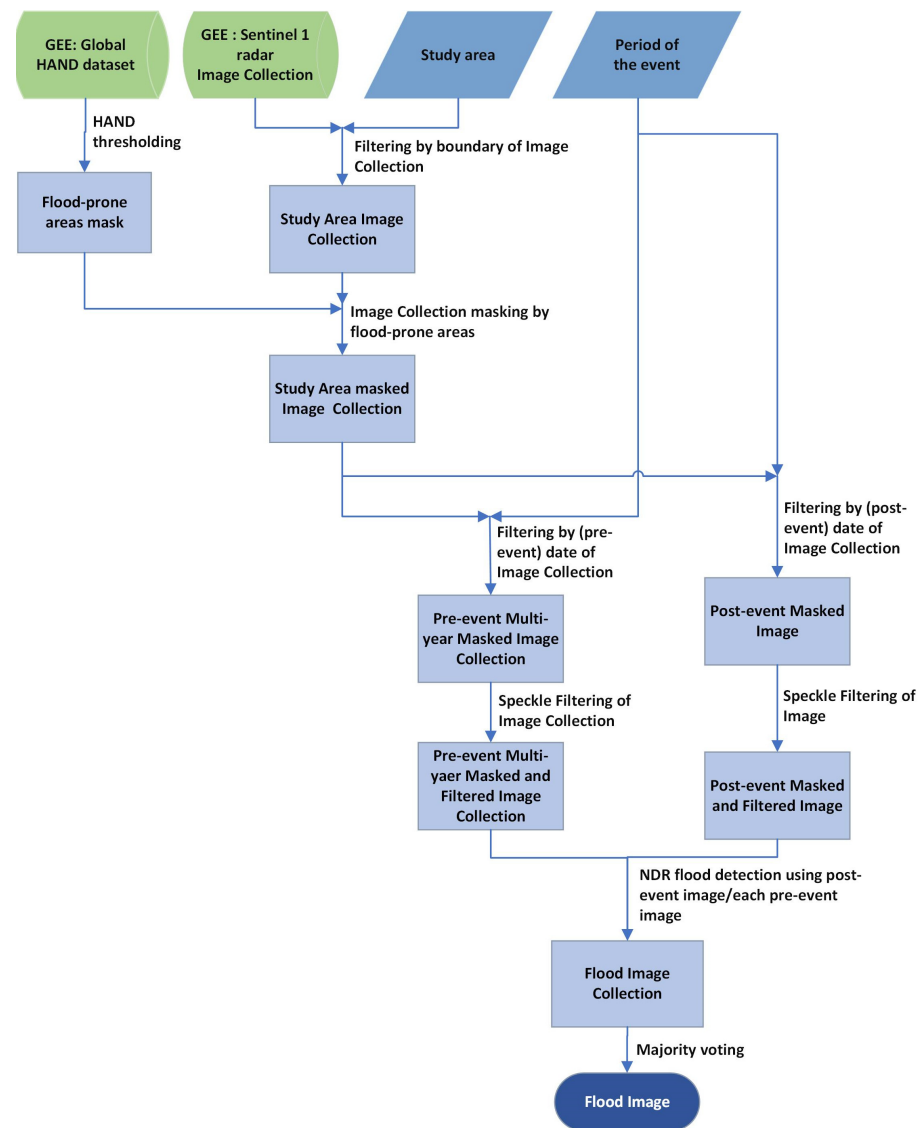 GEE: Global
HAND dataset
GEE : Sentinel 1
radar
Image Collection
Study area
Period of
the event
HAND
thresholding
Filtering by boundary of Image
Collection
Flood-prone
areas mask
Study Area Image
Collection
Image Collection masking by
flood-prone areas
Study Area masked
Image Collection
Filtering by (pre-
event) date of
Image Collection
Filtering by (post-
event) date of
Image Collection
Pre-event Multi-
year Masked Image
Collection
Post-event Masked
Image
Speckle Filtering of
Image Collection
Speckle Filtering of
Image
Pre-event Multi-
yaer Masked and
Filtered Image
Collection
Post-event Masked
and Filtered Image
NDR flood detection using post-
event image/each pre-event
image
Flood Image
Collection
Majority voting
Flood Image